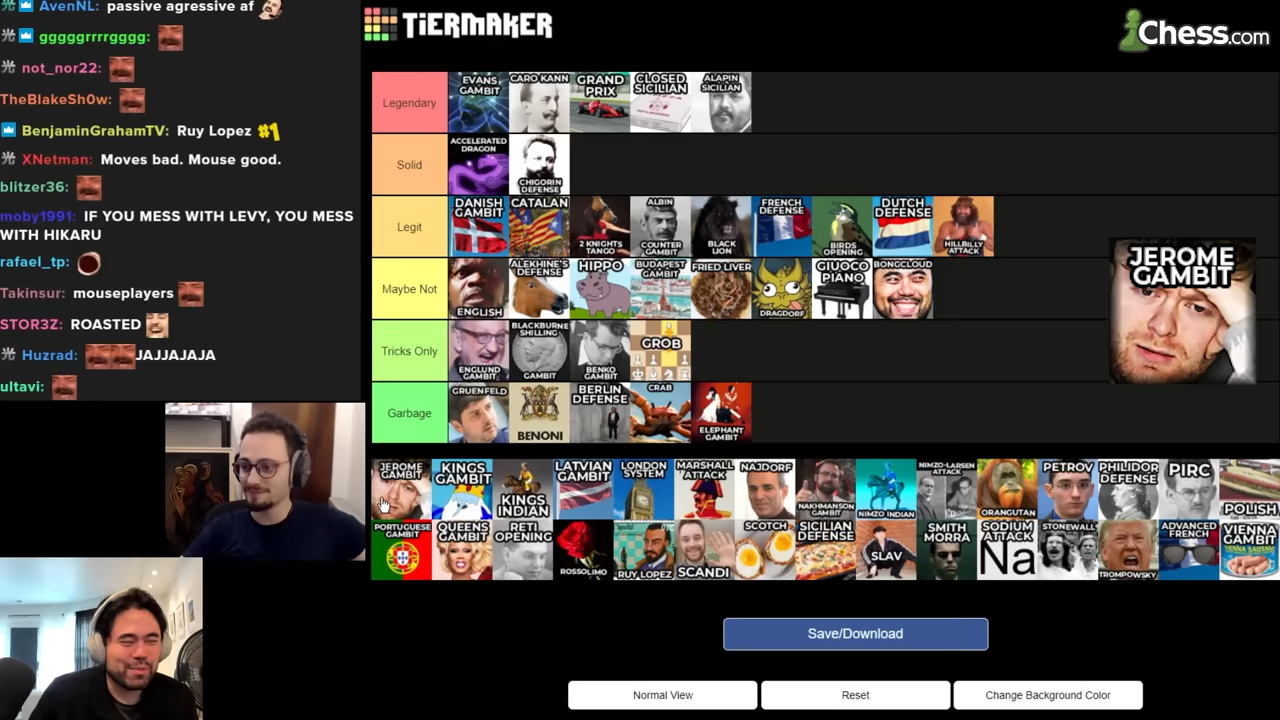 AvenNL: passive agressive af
gggggrrrrgggg:
not_nor22:
TheBlakeSh0w:
BenjaminGrahamTV: Ruy Lopez #1
XNetman: Moves bad. Mouse good.
blitzer36:
moby1991: IF YOU MESS WITH LEVY, YOU MESS
WITH HIKARU
rafael_tp:
Takinsur: mouseplayers
STOR3Z: ROASTED
Huzrad: JAJJAJAJA
ultavi:
TiERMAKER
Chess.com
Legendary
EVANS
GAMBIT
CARO KANN
GRAND
PRIX
CLOSED
SICILIAN
ALAPIN
SICILIAN
Solid
ACCELERATED
DRAGON
CHIGORIN
DEFENSE
Legit
DANISH
GAMBIT
CATALAN
2 KNIGHTS
TANGO
ALBIN
COUNTER
GAMBIT
BLACK
LION
FRENCH
DEFENSE
BIRDS
OPENING
DUTCH
DEFENSE
HILLBILLY
ATTACK
Maybe Not
ENGLISH
ALEKHINE'S
DEFENSE
HIPPO
BUDAPEST
GAMBIT
FRIED LIVER
DRAGDORF
GIUOCO
PIANO
BONGCLOUD
Tricks Only
ENGLUND
GAMBIT
BLACKBURNE
SHILLING
GAMBIT
BENKO
GAMBIT
GROB
Garbage
GRUENFELD
BENONI
BERLIN
DEFENSE
CRAB
ELEPHANT
GAMBIT
JEROME
GAMBIT
JEROME
GAMBIT
KINGS
GAMBIT
KINGS
INDIAN
LATVIAN
GAMBIT
LONDON
SYSTEM
MARSHALL
ATTACK
NAJDORF
NAKHMANSON
GAMBIT
NIMZO INDIAN
NIMZO-LARSEN
ATTACK
ORANGUTAN
PETROV
PHILIDOR
DEFENSE
PIRC
POLISH
PORTUGUESE
GAMBIT
QUEENS
GAMBIT
RETI
OPENING
ROSSOLIMO
RUY LOPEZ
SCANDI
SCOTCH
SICILIAN
DEFENSE
SLAV
SMITH
MORRA
SODIUM
ATTACK
Na
STONEWALL
TROMPOWSKY
ADVANCED
FRENCH
VIENNA
GAMBIT
VIENNA SAUSAGE
Save/Download
Normal View
Reset
Change Background Color